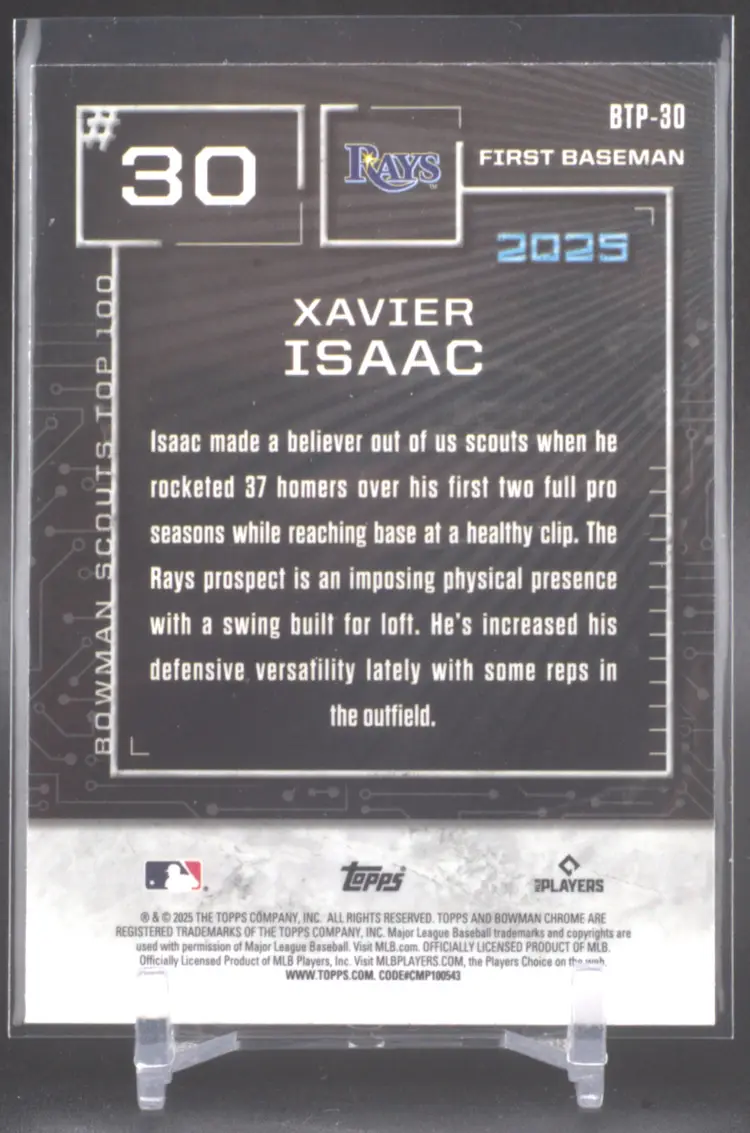 #30
RAYS
BTP-30
FIRST BASEMAN
2025
BOWMAN SCOUTS TOP 100
XAVIER
ISAAC
Isaac made a believer out of us scouts when he
rocketed 37 homers over his first two full pro
seasons while reaching base at a healthy clip. The
Rays prospect is an imposing physical presence
with a swing built for loft. He's increased his
defensive versatility lately with some reps in
the outfield.
Topps
MLB PLAYERS
® & © 2025 THE TOPPS COMPANY, INC. ALL RIGHTS RESERVED. TOPPS AND BOWMAN CHROME ARE
REGISTERED TRADEMARKS OF THE TOPPS COMPANY, INC. Major League Baseball trademarks and copyrights are
used with permission of Major League Baseball. Visit MLB.com. OFFICIALLY LICENSED PRODUCT OF MLB.
Officially Licensed Product of MLB Players, Inc. Visit MLBPLAYERS.COM, the Players Choice on the web.
WWW.TOPPS.COM. CODE#CMP100543